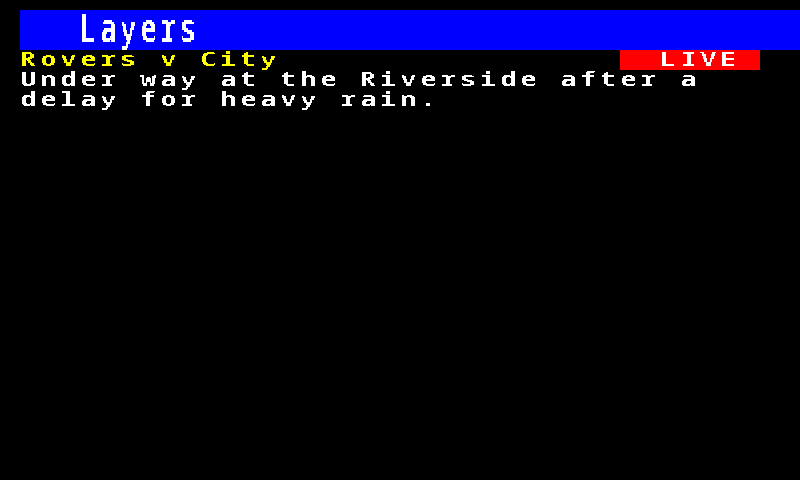 Layers
Rovers v City LIVE
Under way at the Riverside after a
delay for heavy rain.